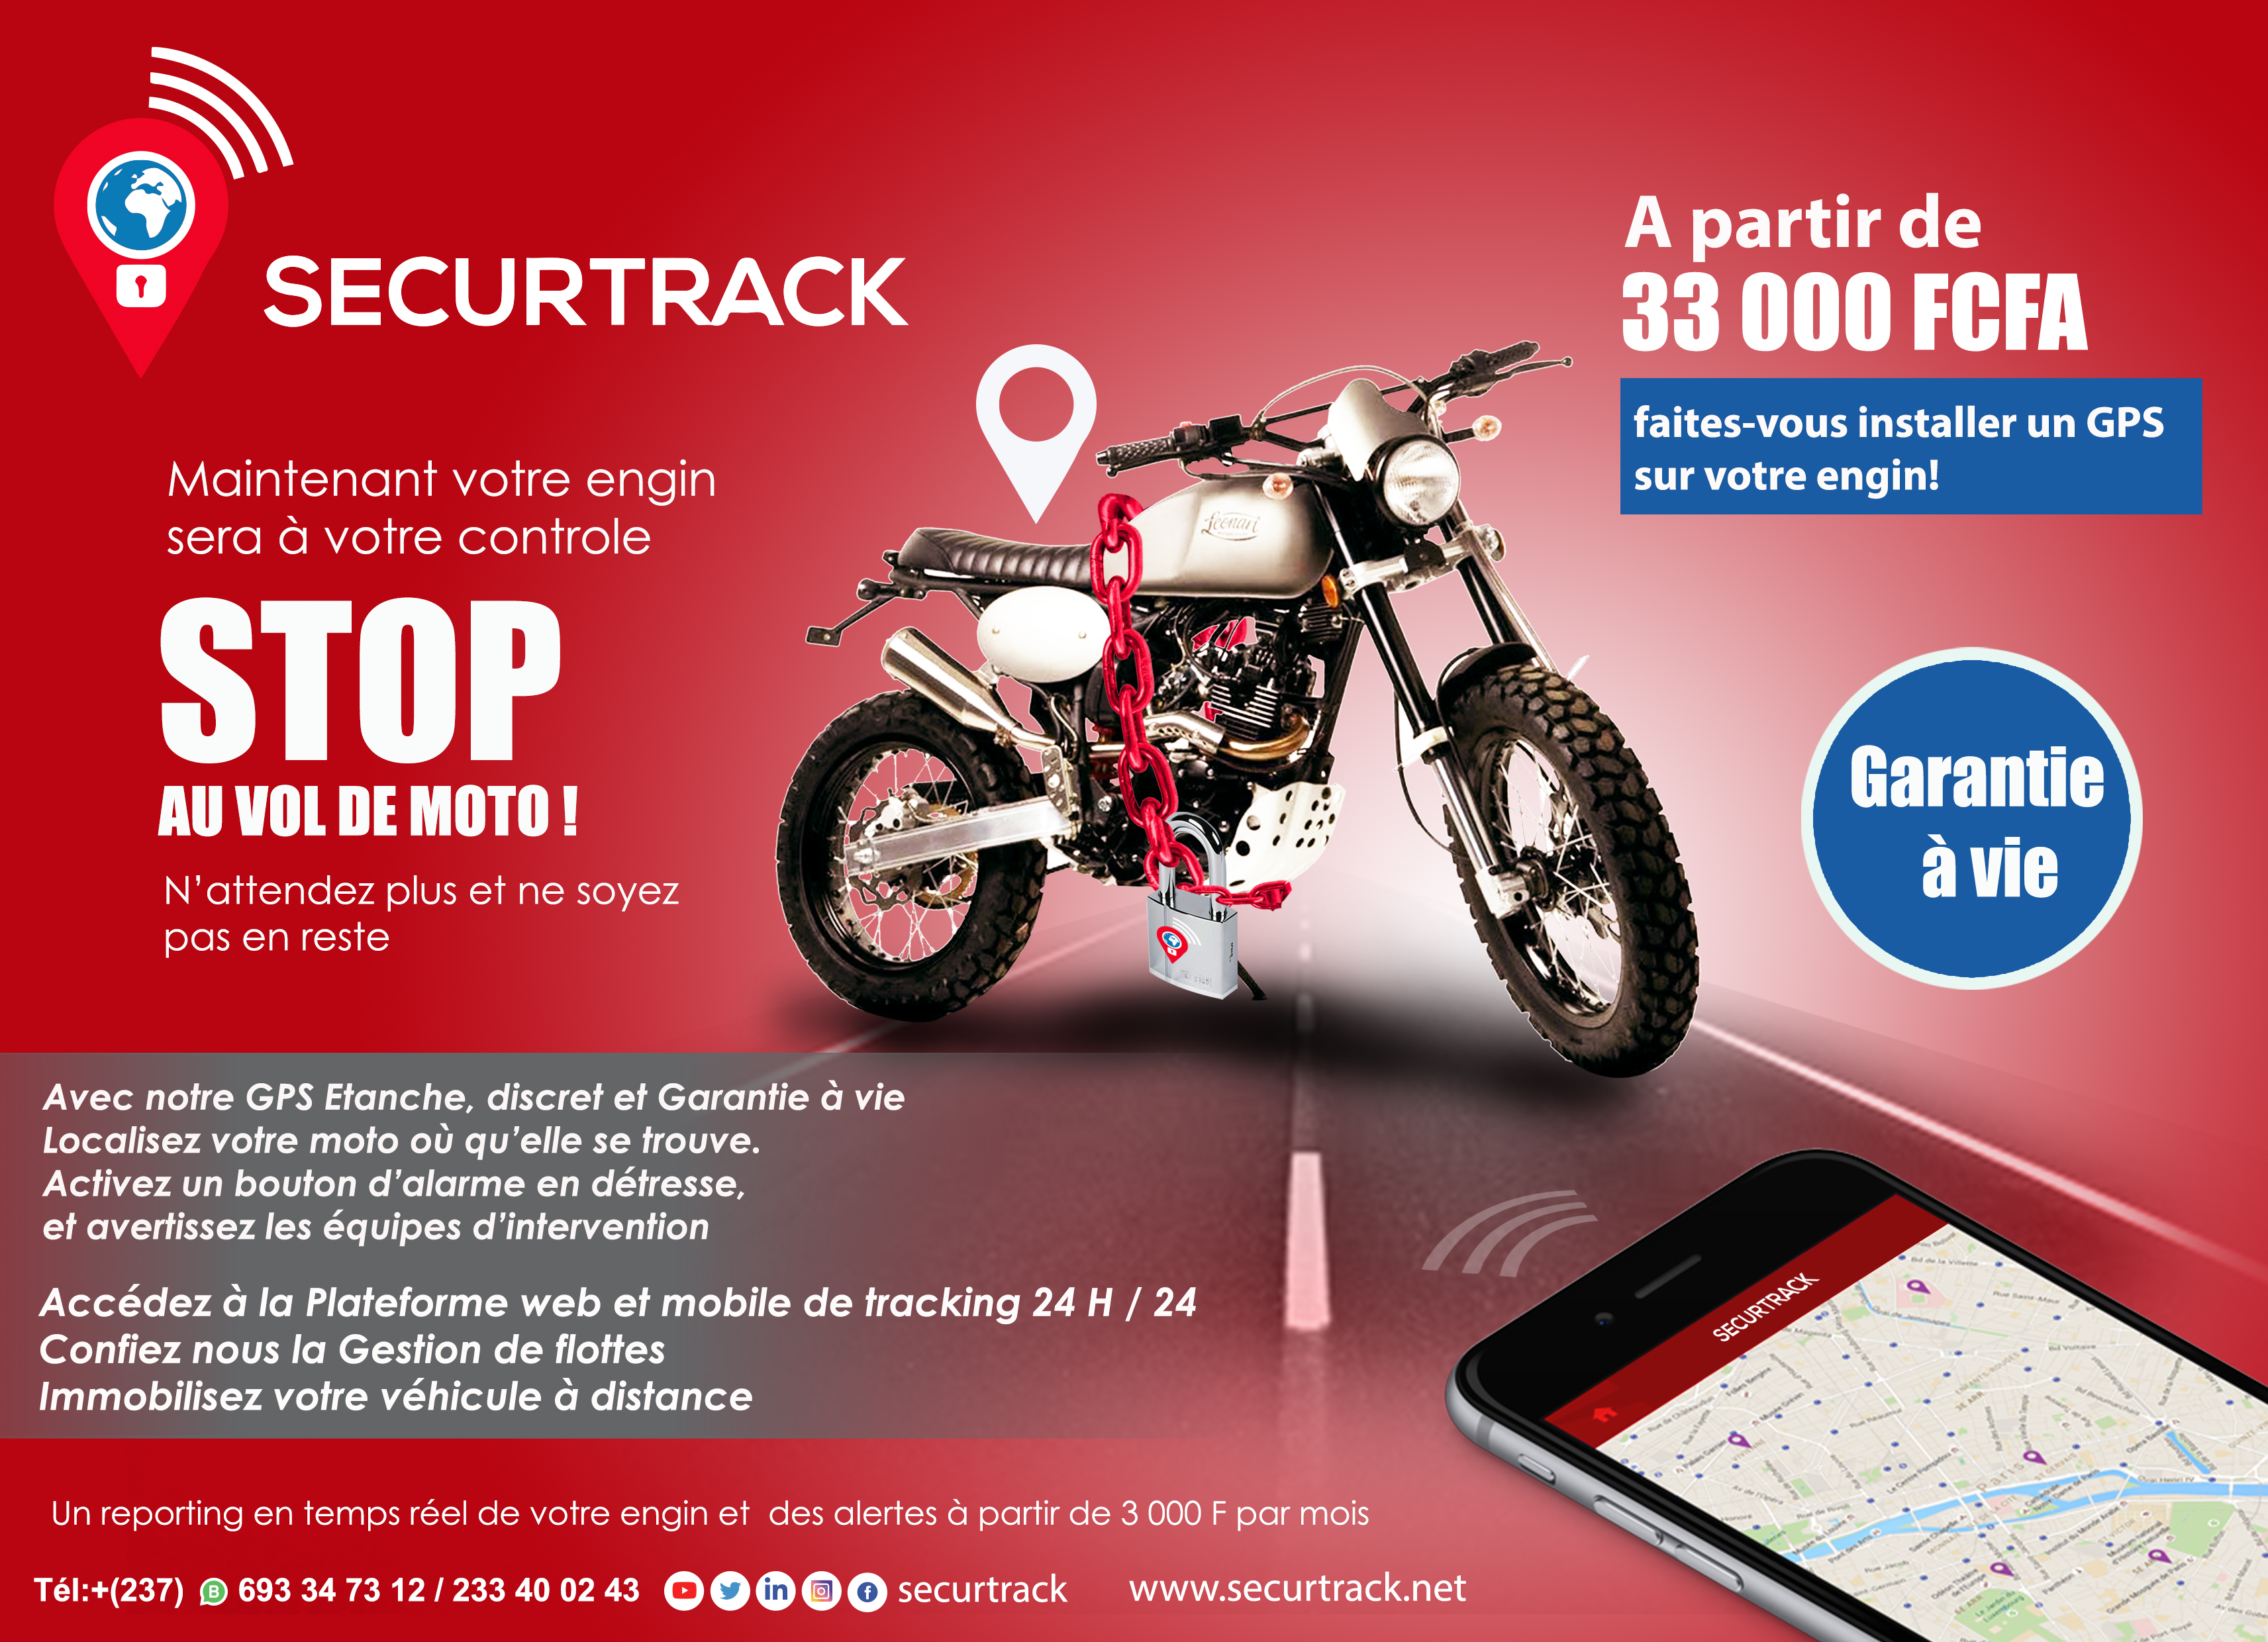 SECURTRACK
A partir de
33 000 FCFA
faites-vous installer un GPS
sur votre engin!
Maintenant votre engin
sera à votre controle
STOP
AU VOL DE MOTO !
N'attendez plus et ne soyez
pas en reste
Garantie
à vie
Avec notre GPS Etanche, discret et Garantie à vie
Localisez votre moto où qu'elle se trouve.
Activez un bouton d'alarme en détresse,
et avertissez les équipes d'intervention
Accédez à la Plateforme web et mobile de tracking 24 H / 24
Confiez nous la Gestion de flottes
Immobilisez votre véhicule à distance
SECURTRACK
Un reporting en temps réel de votre engin et des alertes à partir de 3 000 F par mois
Tél:+(237) 693 34 73 12 / 233 40 02 43 securtrack www.securtrack.net